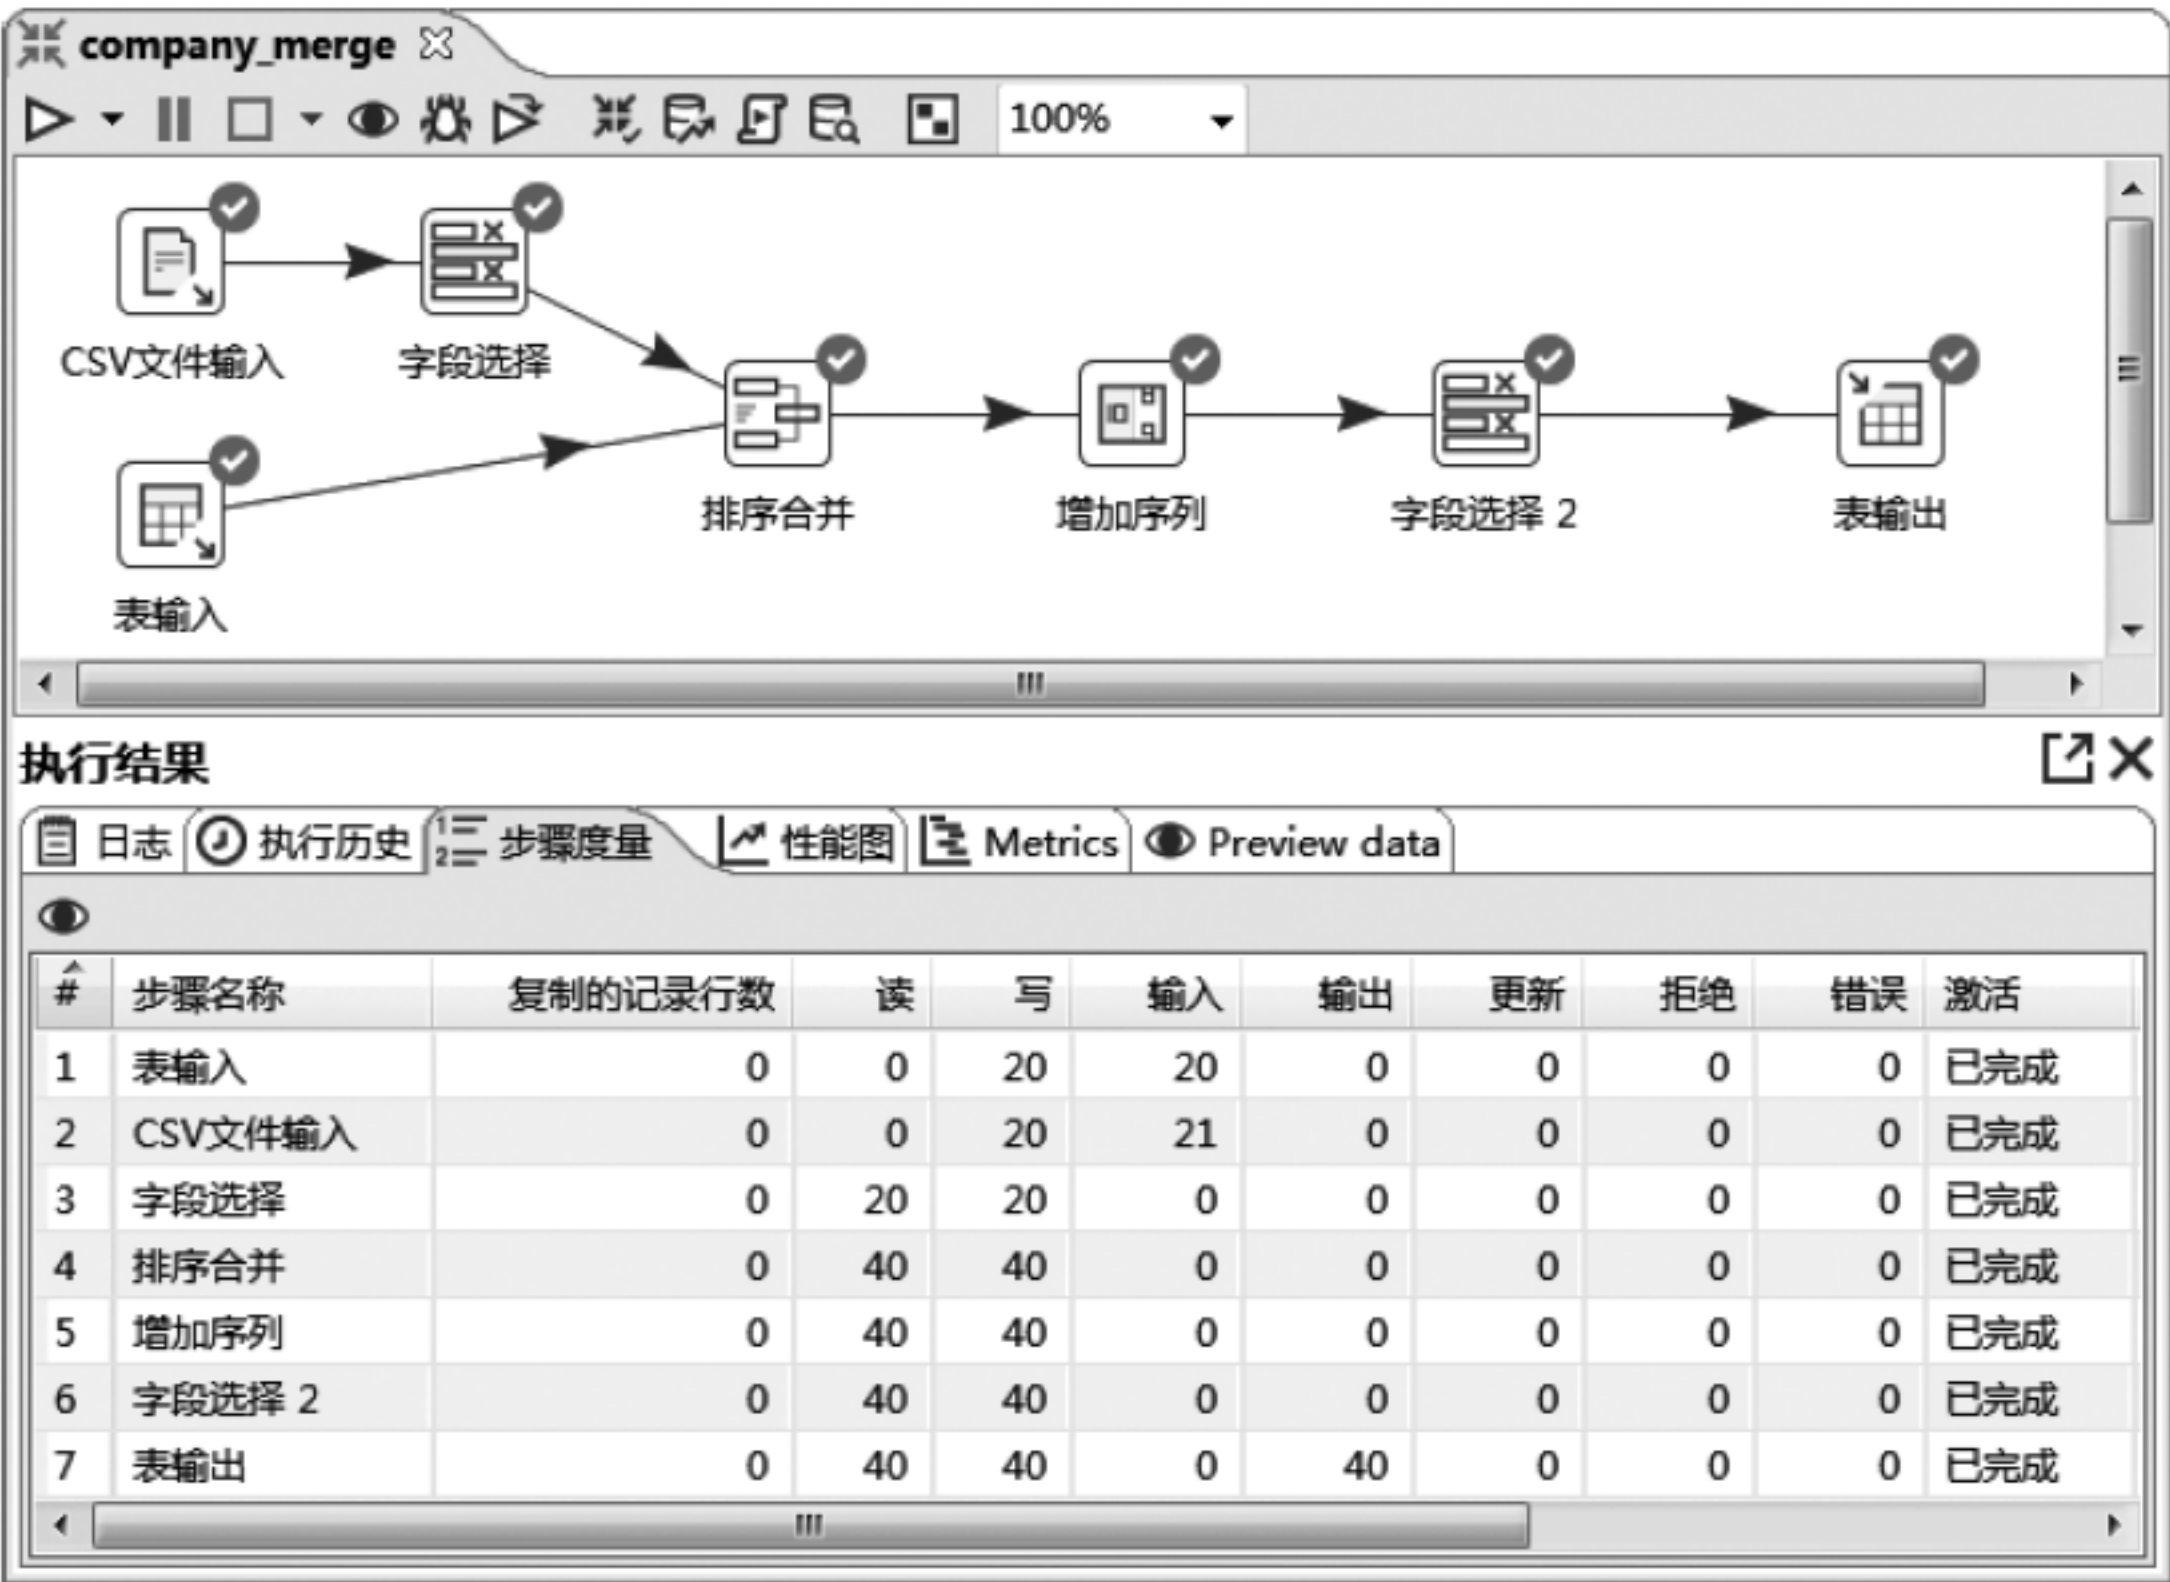 company_merge
100%
CSV文件输入
字段选择
表输入
排序合并
增加序列
字段选择 2
表输出
执行结果
日志 执行历史 步骤度量 性能图 Metrics Preview data
# 步骤名称 复制的记录行数 读 写 输入 输出 更新 拒绝 错误 激活
1 表输入 0 0 20 20 0 0 0 0 已完成
2 CSV文件输入 0 0 20 21 0 0 0 0 已完成
3 字段选择 0 20 20 0 0 0 0 0 已完成
4 排序合并 0 40 40 0 0 0 0 0 已完成
5 增加序列 0 40 40 0 0 0 0 0 已完成
6 字段选择 2 0 40 40 0 0 0 0 0 已完成
7 表输出 0 40 40 0 40 0 0 0 已完成